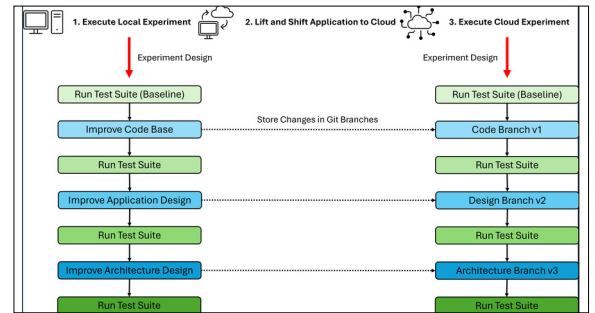 1. Execute Local Experiment
2. Lift and Shift Application to Cloud
3. Execute Cloud Experiment
Experiment Design
Experiment Design
Run Test Suite (Baseline)
Run Test Suite (Baseline)
Store Changes in Git Branches
Improve Code Base
Code Branch v1
Run Test Suite
Run Test Suite
Improve Application Design
Design Branch v2
Run Test Suite
Run Test Suite
Improve Architecture Design
Architecture Branch v3
Run Test Suite
Run Test Suite